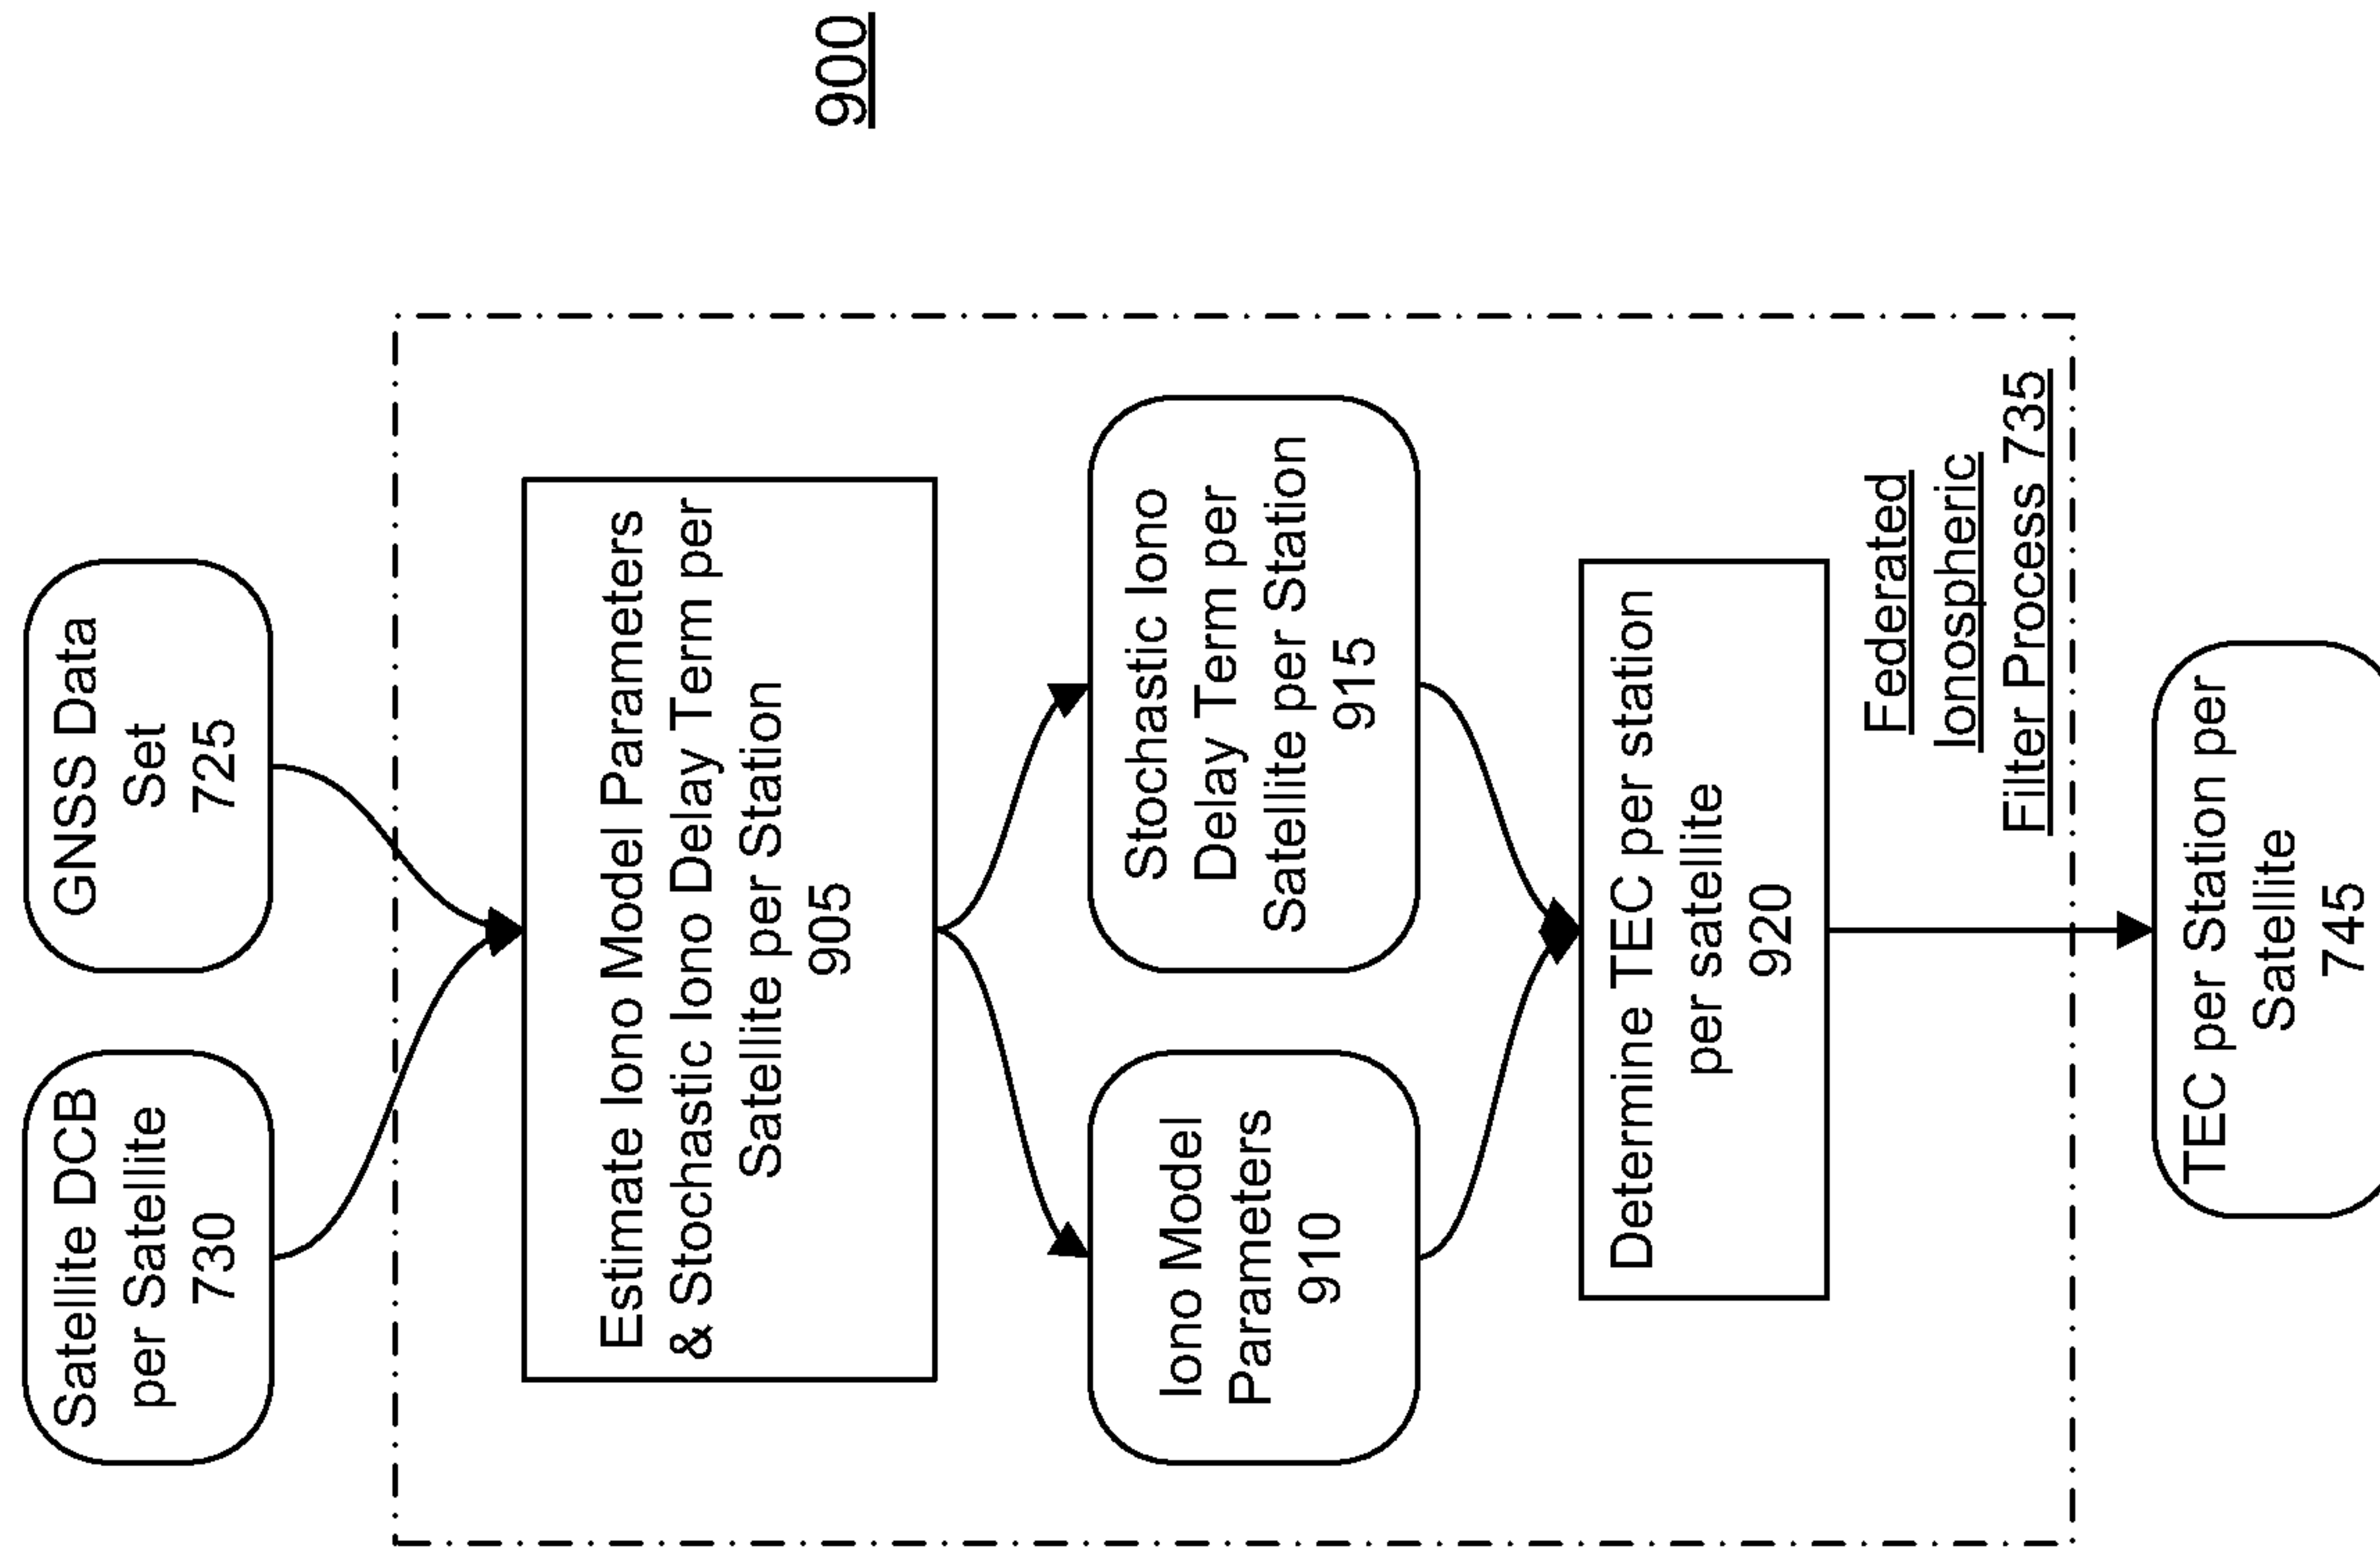 900
Satellite DCB
per Satellite
730
GNSS Data
Set
725
Estimate Iono Model Parameters
& Stochastic Iono Delay Term per
Satellite per Station
905
Iono Model
Parameters
910
Stochastic Iono
Delay Term per
Satellite per Station
915
Determine TEC per station
per satellite
920
Federated
Ionospheric
Filter Process 735
TEC per Station per
Satellite
745